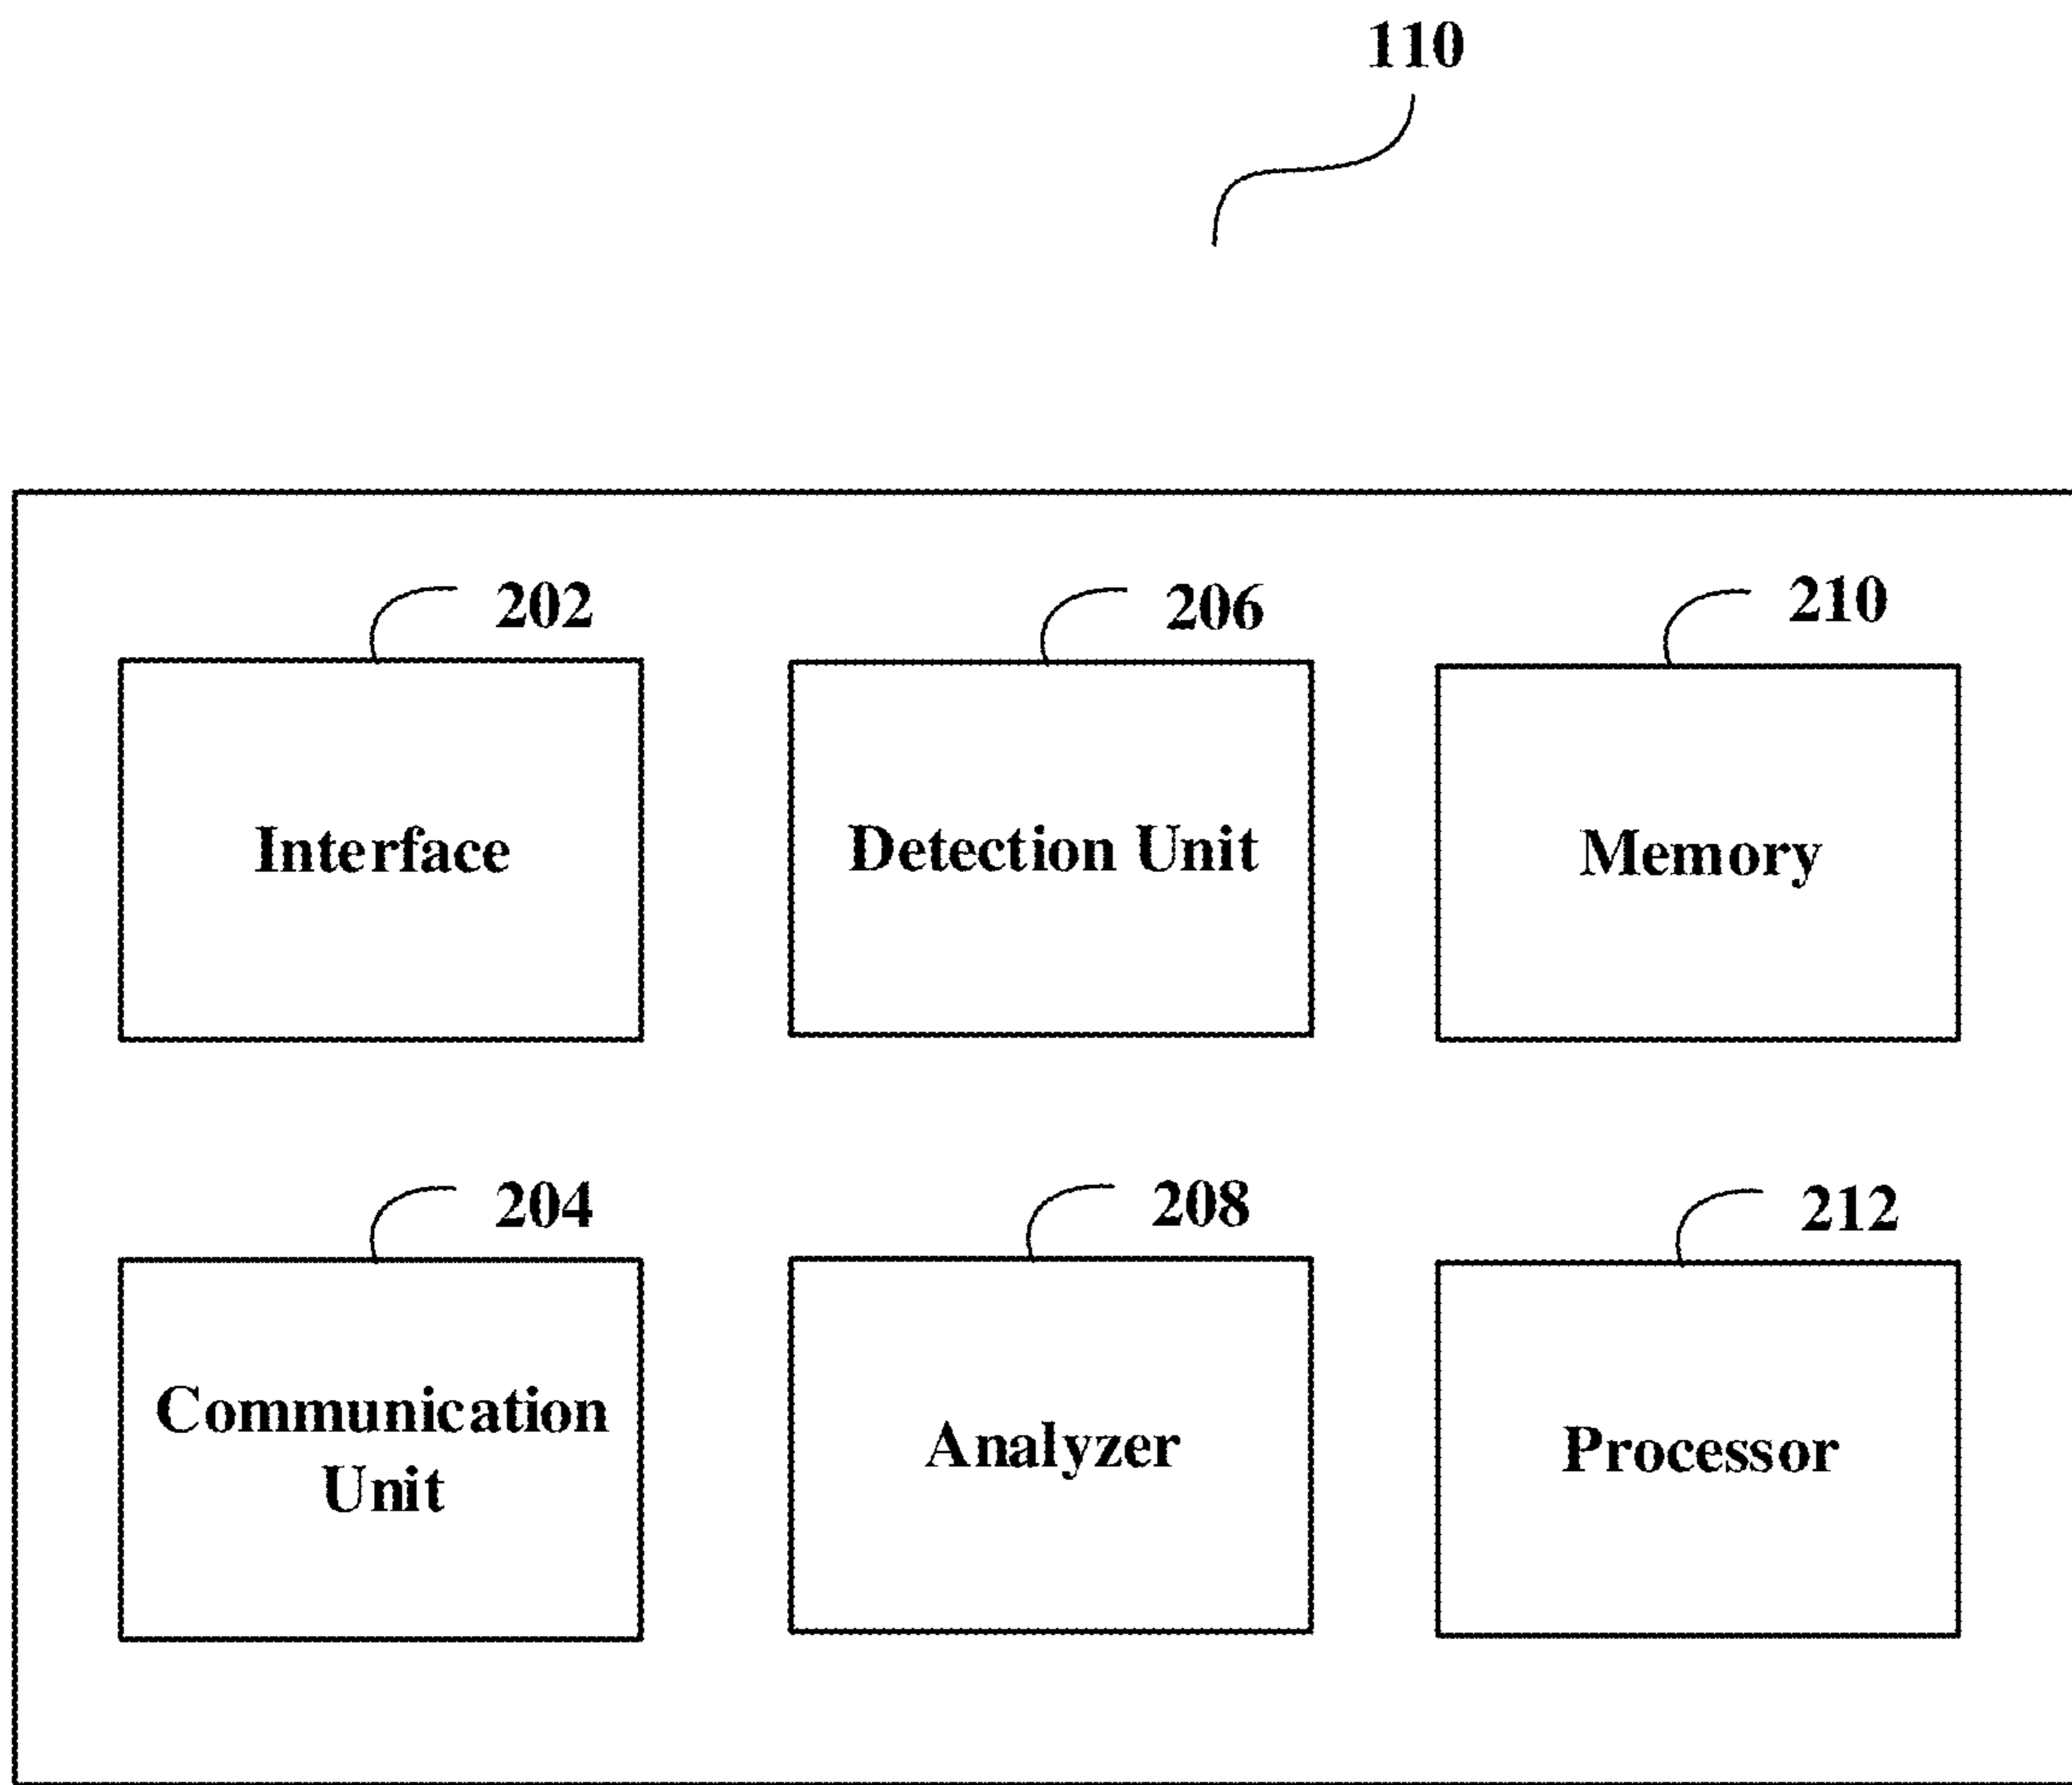 110
202
206
210
Interface
Detection Unit
Memory
204
208
212
Communication
Unit
Analyzer
Processor